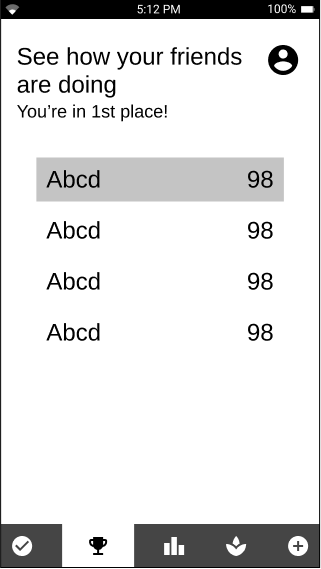 5:12 PM 100%
See how your friends
are doing
You're in 1st place!
Abcd 98
Abcd 98
Abcd 98
Abcd 98